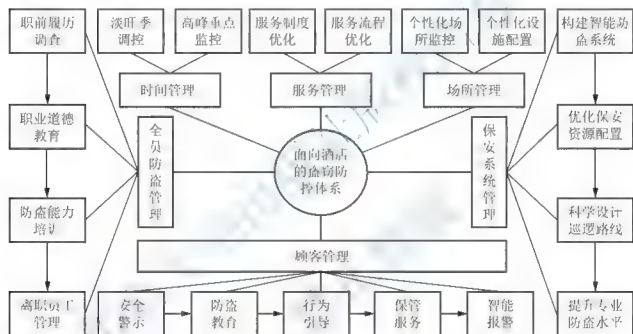 职前履历
调查
淡旺季
调控
高峰重点
监控
服务制度
优化
服务流程
优化
个性化场
所监控
个性化设
施配置
构建智能防
盗系统
时间管理
服务管理
场所管理
职业道德
教育
全员防盗管理
面向酒店
的盗窃防
控体系
保安系统管理
优化保安
资源配置
防盗能力
培训
科学设计
巡逻路线
顾客管理
离职员工
管理
安全
警示
防盗
教育
行为
引导
保管
服务
智能
报警
提升专业
防盗水平